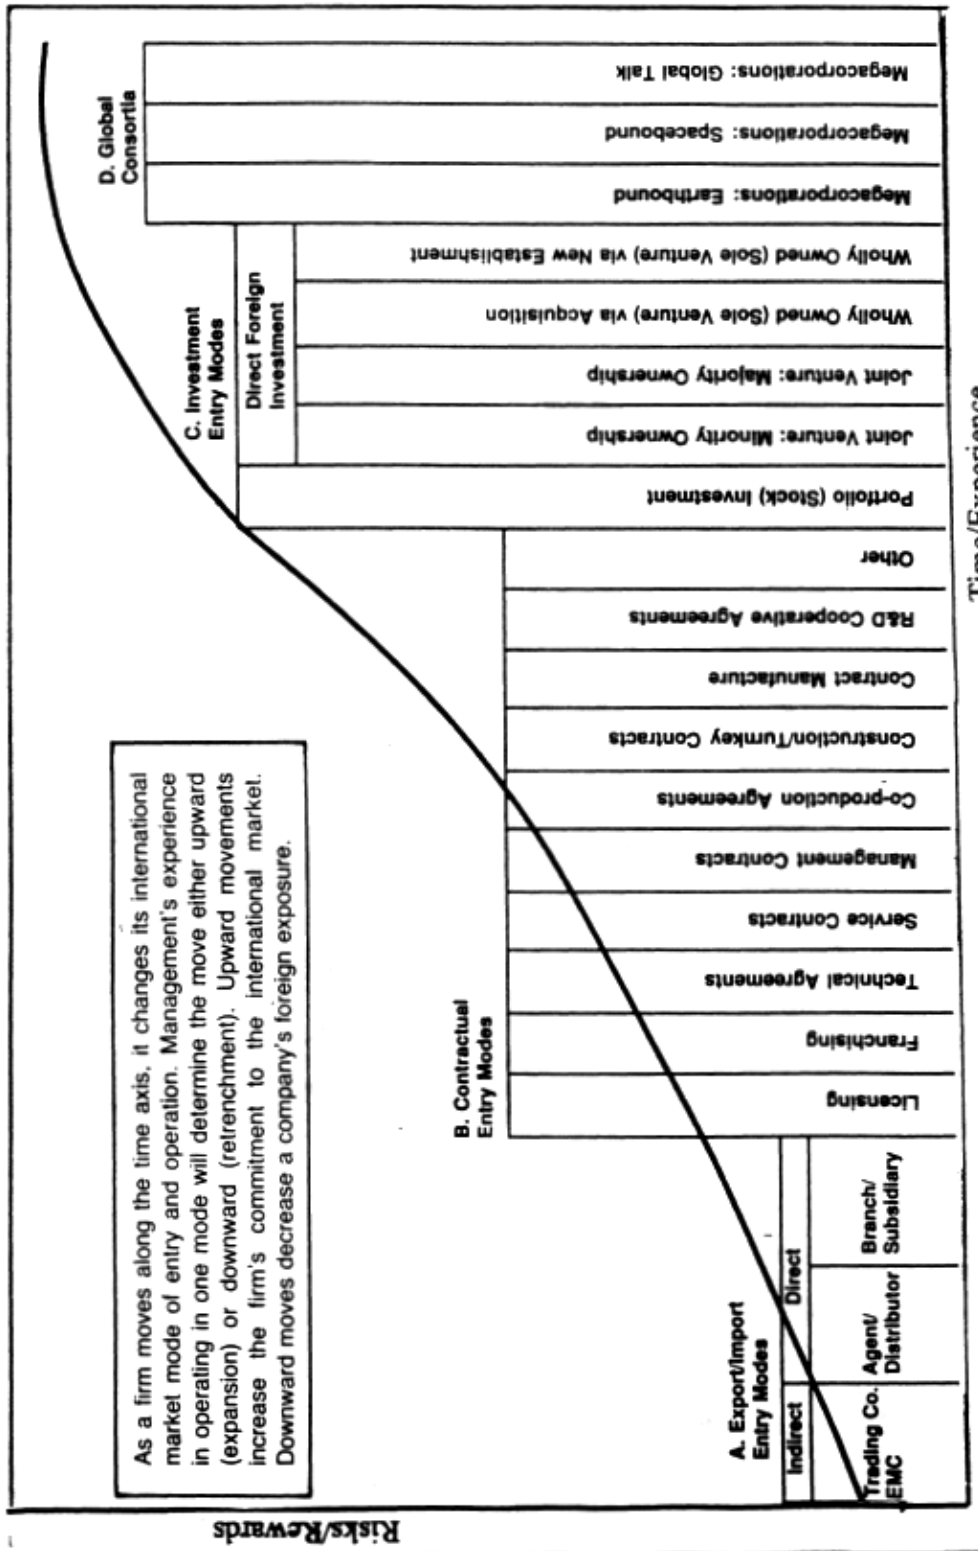 Risks/Rewards
As a firm moves along the time axis, it changes its international
market mode of entry and operation. Management's experience
in operating in one mode will determine the move either upward
(expansion) or downward (retrenchment). Upward movements
increase the firm's commitment to the international market.
Downward moves decrease a company's foreign exposure.
A. Export/Import
Entry Modes
Indirect
Direct
Trading Co.
EMC
Agent/
Distributor
Branch/
Subsidiary
B. Contractual
Entry Modes
Licensing
Franchising
Technical Agreements
Service Contracts
Management Contracts
Co-production Agreements
Construction/Turnkey Contracts
Contract Manufacture
R&D Cooperative Agreements
Other
C. Investment
Entry Modes
Portfolio (Stock) Investment
Direct Foreign
Investment
Joint Venture: Minority Ownership
Joint Venture: Majority Ownership
Wholly Owned (Sole Venture) via Acquisition
Wholly Owned (Sole Venture) via New Establishment
D. Global
Consortia
Megacorporations: Earthbound
Megacorporations: Spacebound
Megacorporations: Global Talk
Time/Experience